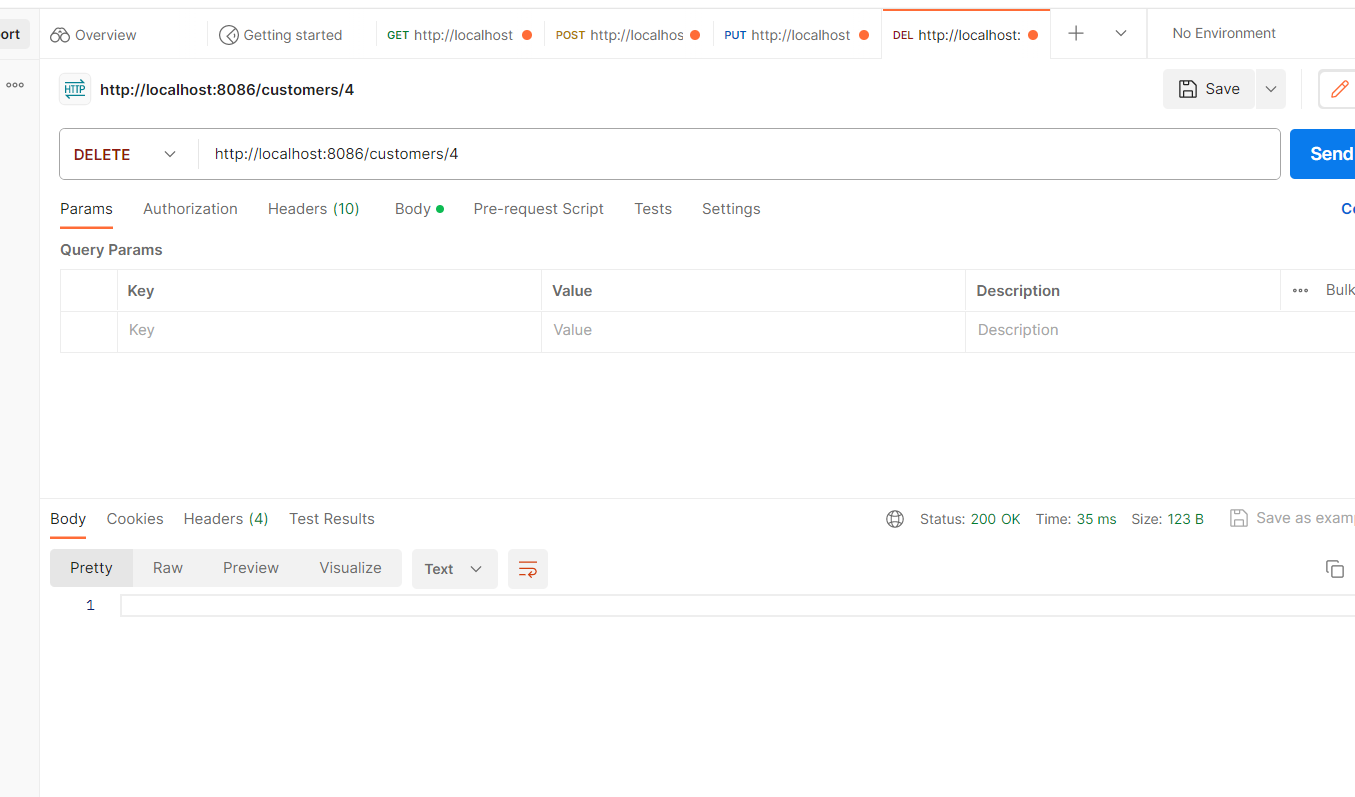 ort
Overview
Getting started
GET http://localhost
POST http://localhos
PUT http://localhost
DEL http://localhost:
No Environment
HTTP
http://localhost:8086/customers/4
Save
DELETE
http://localhost:8086/customers/4
Send
Params Authorization Headers (10) Body Pre-request Script Tests Settings
Query Params
Key Value Description Bulk
Key Value Description
Body Cookies Headers (4) Test Results
Status: 200 OK Time: 35 ms Size: 123 B Save as exam
Pretty Raw Preview Visualize Text
1